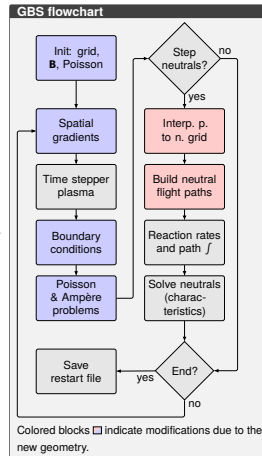 GBS flowchart
Init: grid,
B, Poisson
Spatial
gradients
Time stepper
plasma
Boundary
conditions
Poisson
& Ampère
problems
Step
neutrals?
no
yes
Interp. p.
to n. grid
Build neutral
flight paths
Reaction rates
and path ∫
Solve neutrals
(charac-
teristics)
End?
yes
no
Save
restart file
Colored blocks indicate modifications due to the
new geometry.